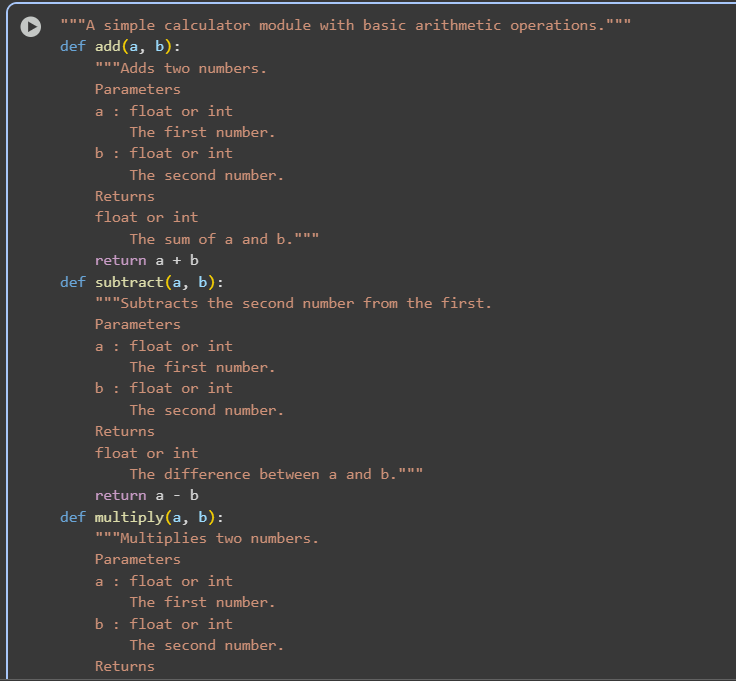 """A simple calculator module with basic arithmetic operations."""
def add(a, b):
    """Adds two numbers.
    Parameters
    a : float or int
        The first number.
    b : float or int
        The second number.
    Returns
    float or int
        The sum of a and b."""
    return a + b
def subtract(a, b):
    """Subtracts the second number from the first.
    Parameters
    a : float or int
        The first number.
    b : float or int
        The second number.
    Returns
    float or int
        The difference between a and b."""
    return a - b
def multiply(a, b):
    """Multiplies two numbers.
    Parameters
    a : float or int
        The first number.
    b : float or int
        The second number.
    Returns